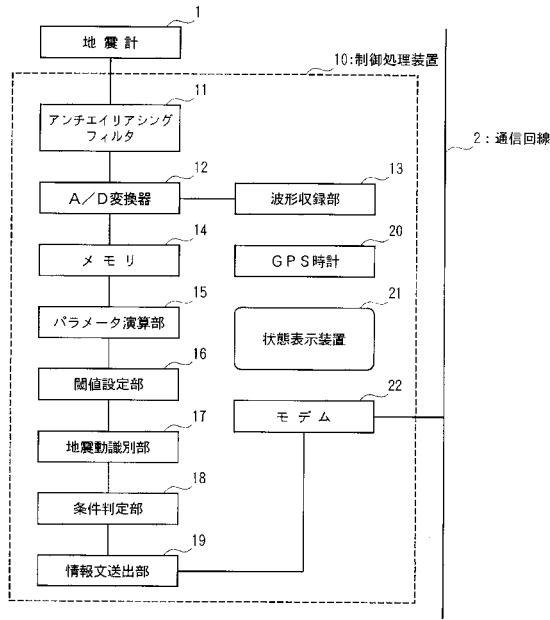 1
地 震 計
10:制御処理装置
11
アンチエイリアシング
フィルタ
2:通信回線
12
A/D変換器
13
波形収録部
14
メ モ リ
20
GPS時計
15
パラメータ演算部
21
状態表示装置
16
閾値設定部
22
モ デ ム
17
地震動識別部
18
条件判定部
19
情報文送出部